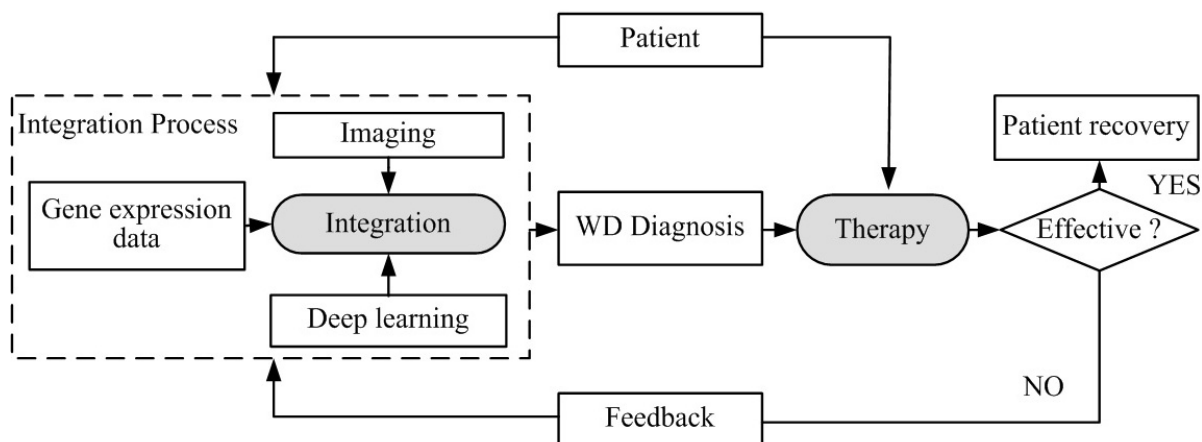 Patient
Integration Process
Imaging
Patient recovery
Gene expression
data
Integration
WD Diagnosis
Therapy
Effective ?
YES
Deep learning
NO
Feedback